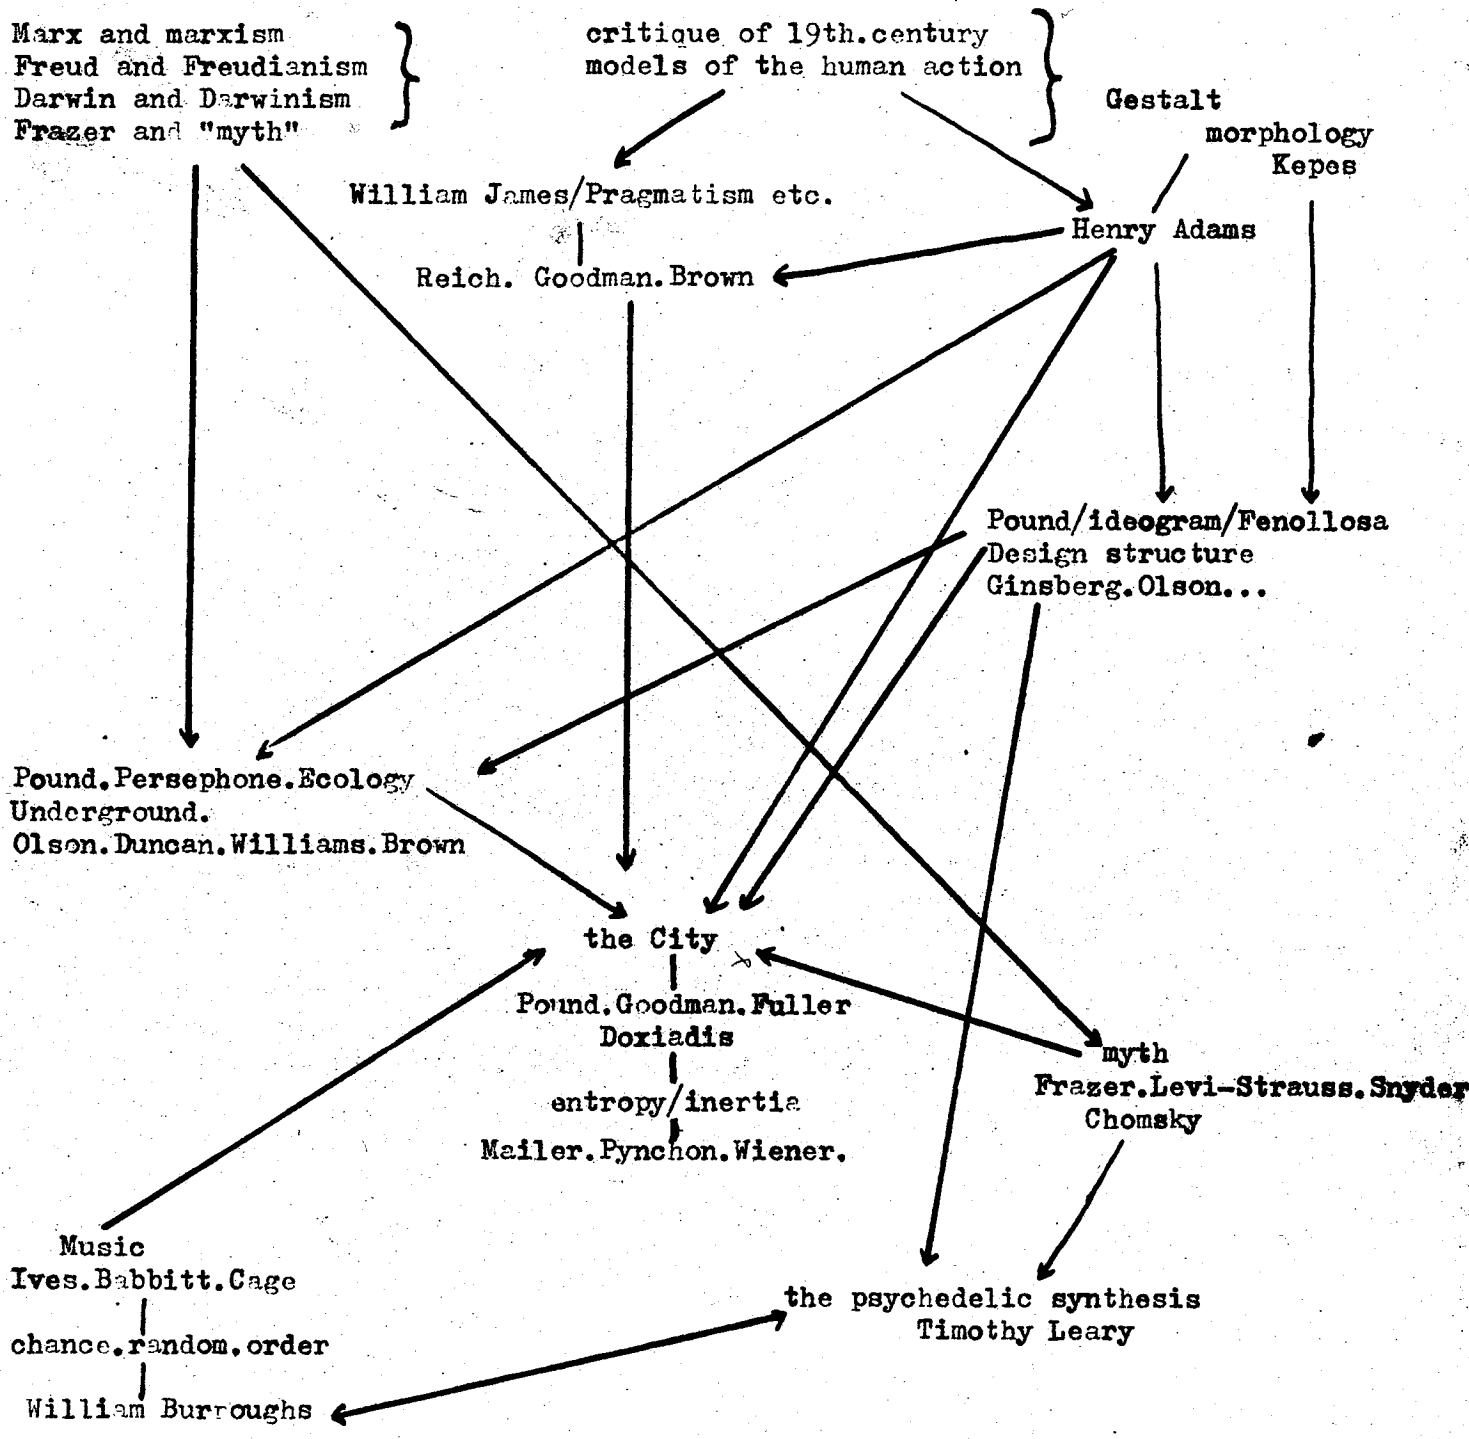 Marx and marxism
Freud and Freudianism
Darwin and Darwinism
Frazer and "myth"
critique of 19th.century
models of the human action
Gestalt
morphology
Kepes
William James/Pragmatism etc.
Henry Adams
Reich. Goodman.Brown
Pound/ideogram/Fenollosa
Design structure
Ginsberg.Olson...
Pound.Persephone.Ecology
Underground.
Olson.Duncan.Williams.Brown
the City
Pound.Goodman.Fuller
Doxiadis
entropy/inertia
Mailer.Pynchon.Wiener.
myth
Frazer.Levi-Strauss.Snyder
Chomsky
Music
Ives.Babbitt.Cage
chance.random.order
William Burroughs
the psychedelic synthesis
Timothy Leary